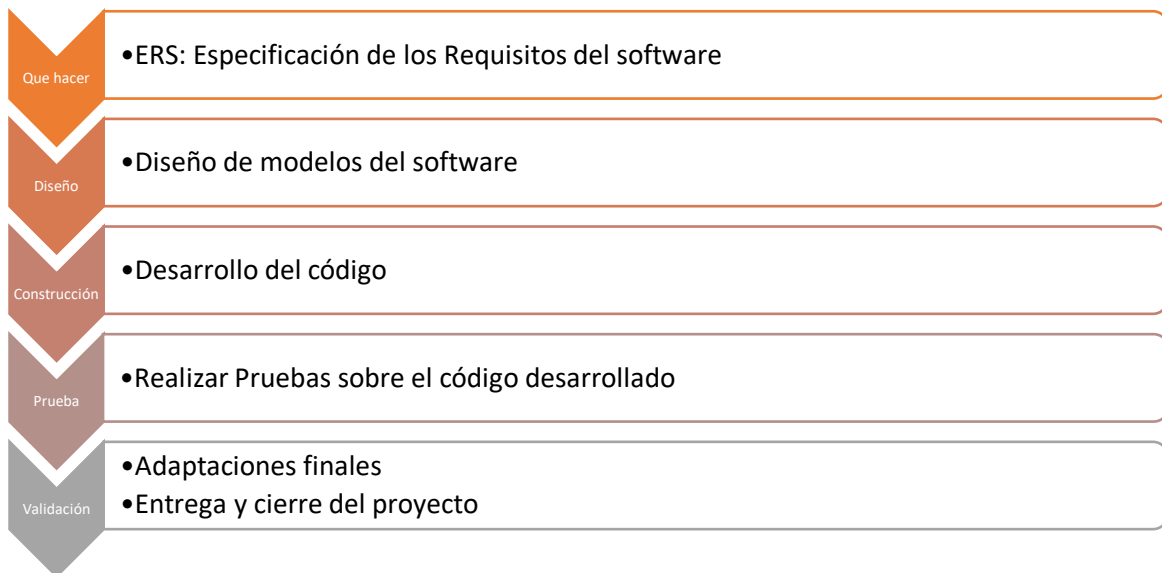 Que hacer
•ERS: Especificación de los Requisitos del software
Diseño
•Diseño de modelos del software
Construcción
•Desarrollo del código
Prueba
•Realizar Pruebas sobre el código desarrollado
Validación
•Adaptaciones finales
•Entrega y cierre del proyecto